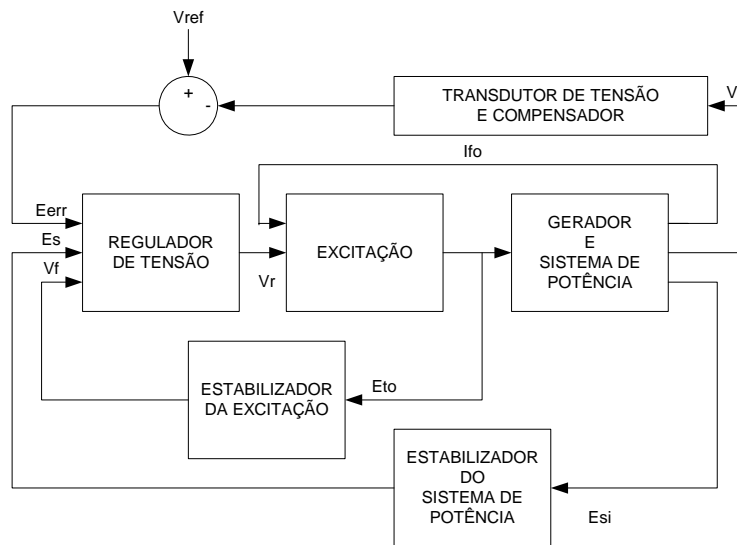 Vref
+
-
TRANSDUTOR DE TENSÃO
E COMPENSADOR
V
Ifo
Eerr
Es
Vf
REGULADOR
DE TENSÃO
Vr
EXCITAÇÃO
GERADOR
E
SISTEMA DE
POTÊNCIA
ESTABILIZADOR
DA EXCITAÇÃO
Eto
ESTABILIZADOR
DO
SISTEMA DE
POTÊNCIA
Esi